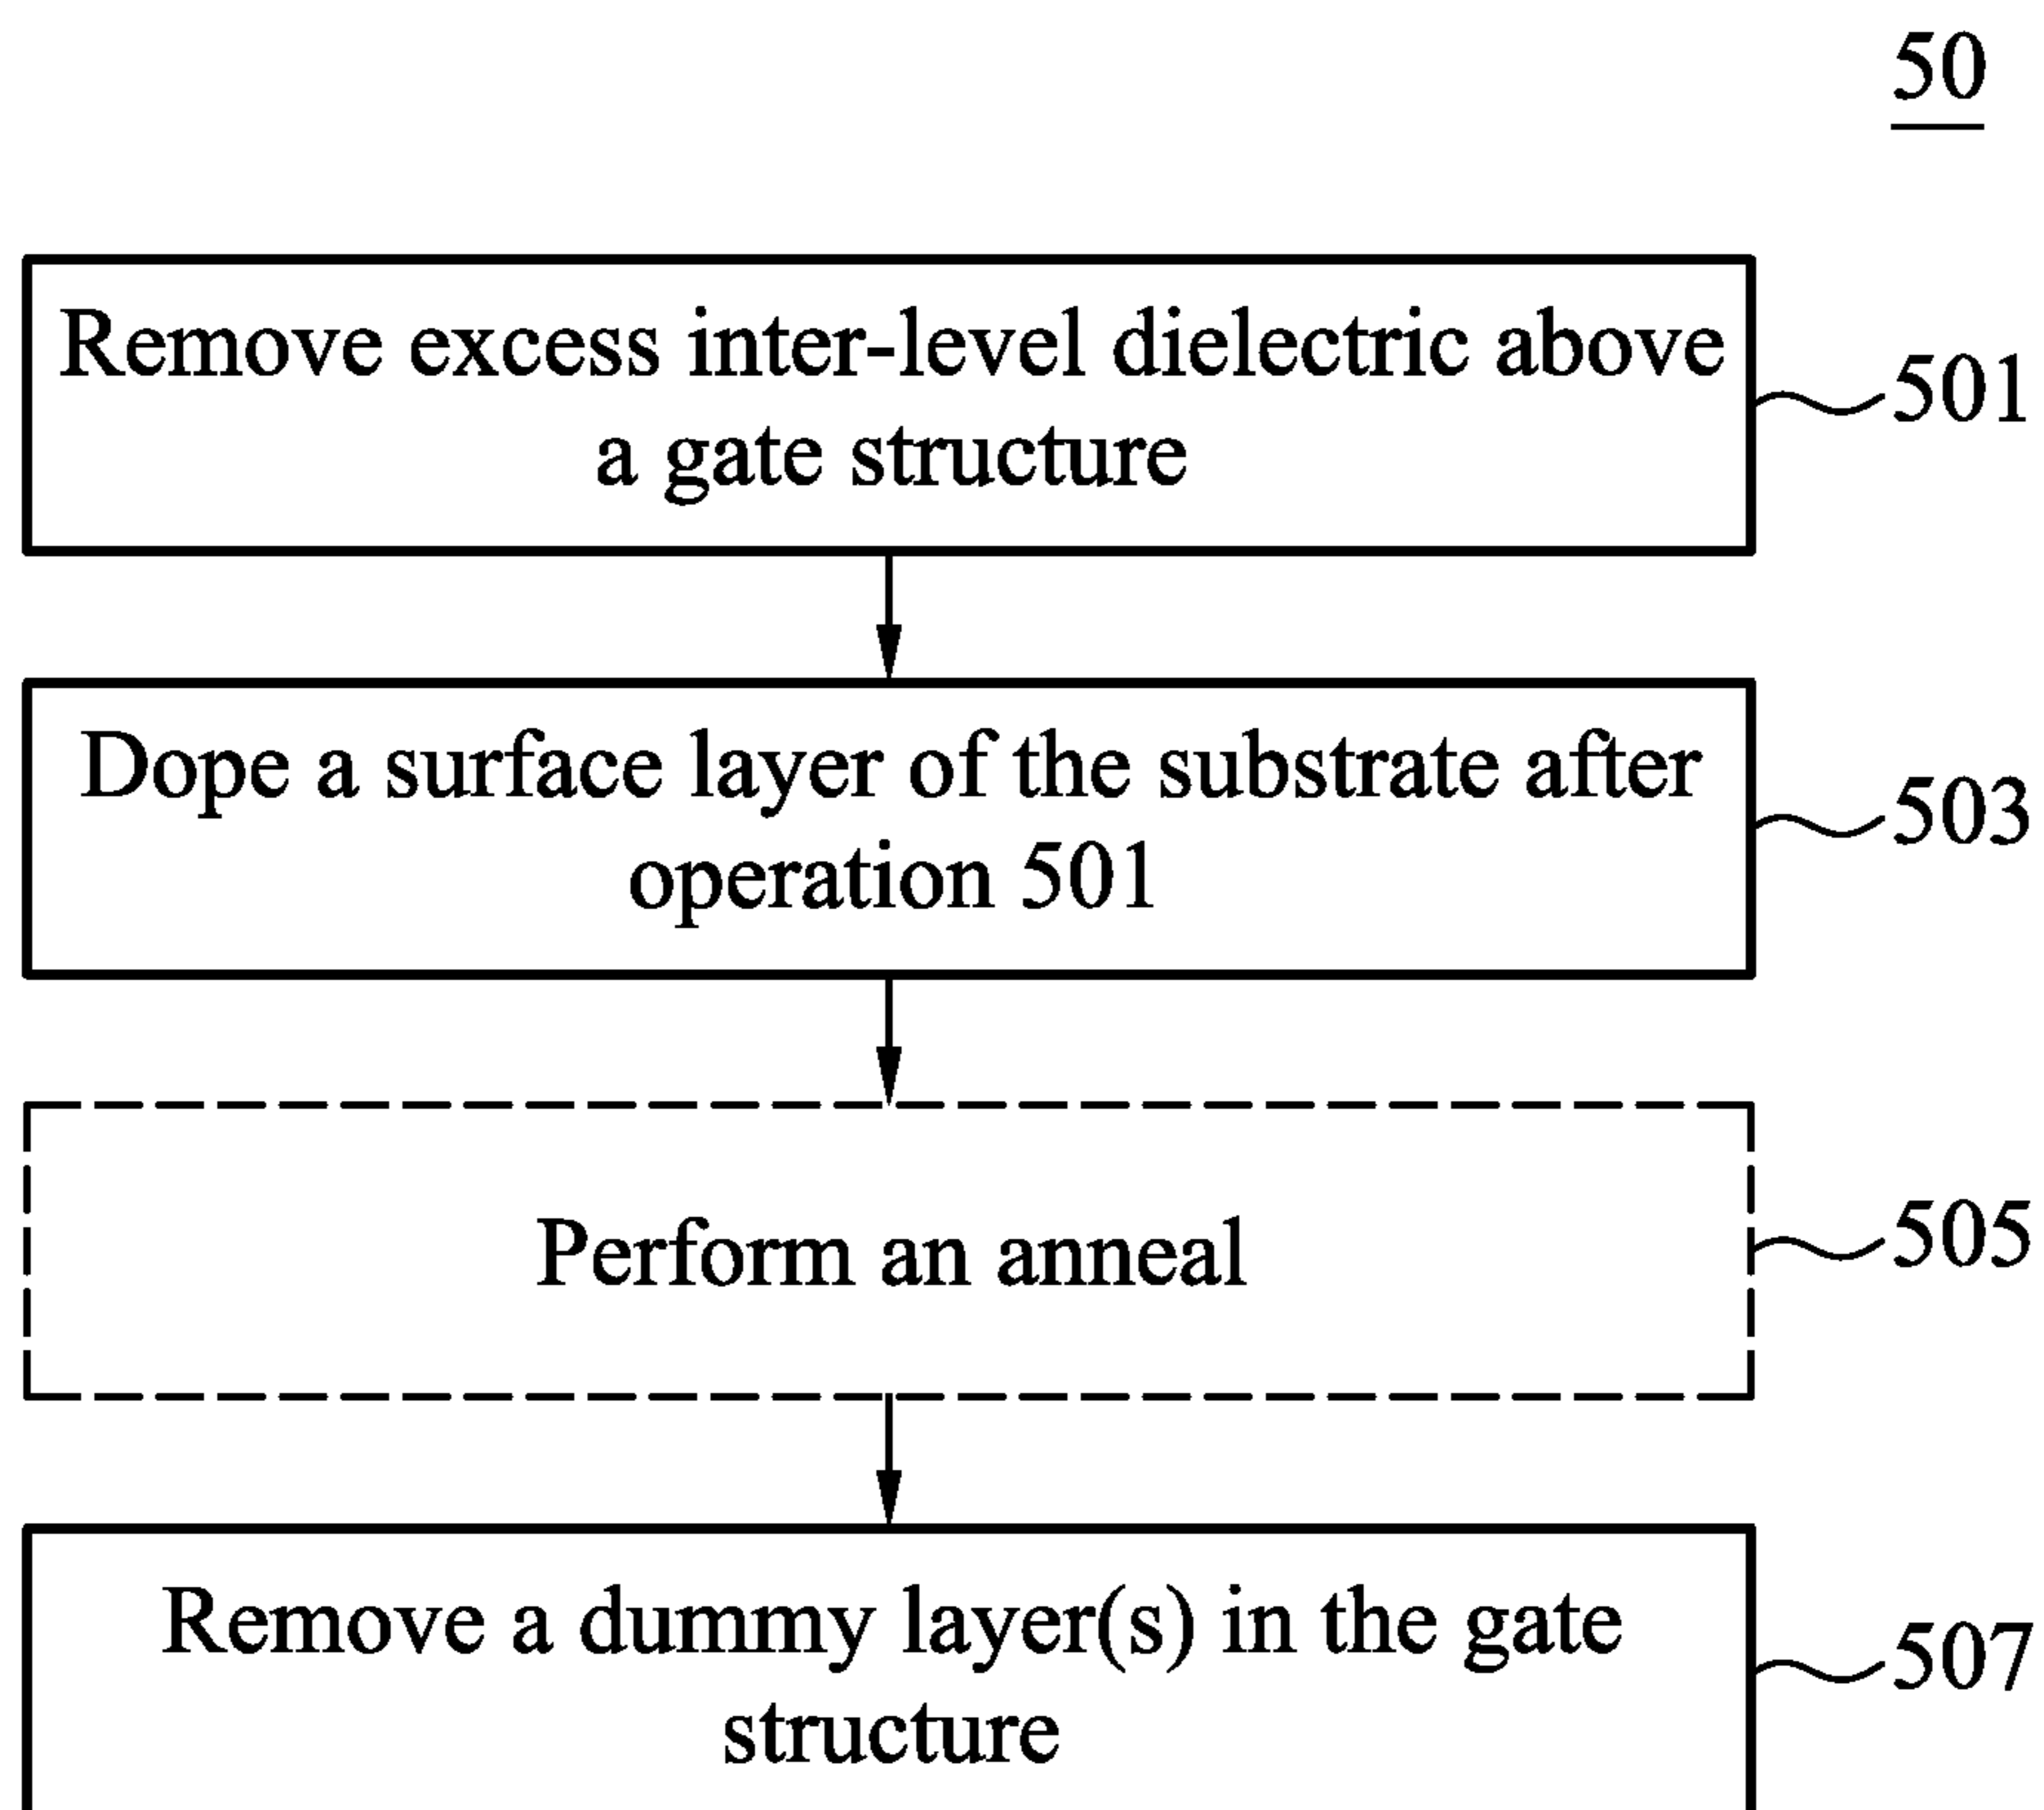 50
Remove excess inter-level dielectric above
a gate structure
501
Dope a surface layer of the substrate after
operation 501
503
Perform an anneal
505
Remove a dummy layer(s) in the gate
structure
507